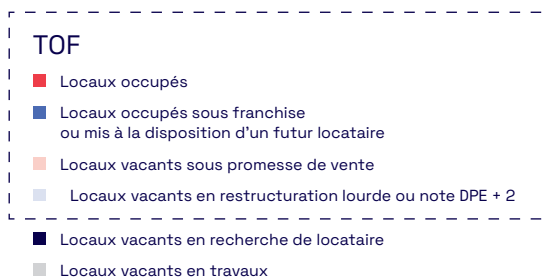 TOF
Locaux occupés
Locaux occupés sous franchise
ou mis à la disposition d'un futur locataire
Locaux vacants sous promesse de vente
Locaux vacants en restructuration lourde ou note DPE + 2
Locaux vacants en recherche de locataire
Locaux vacants en travaux